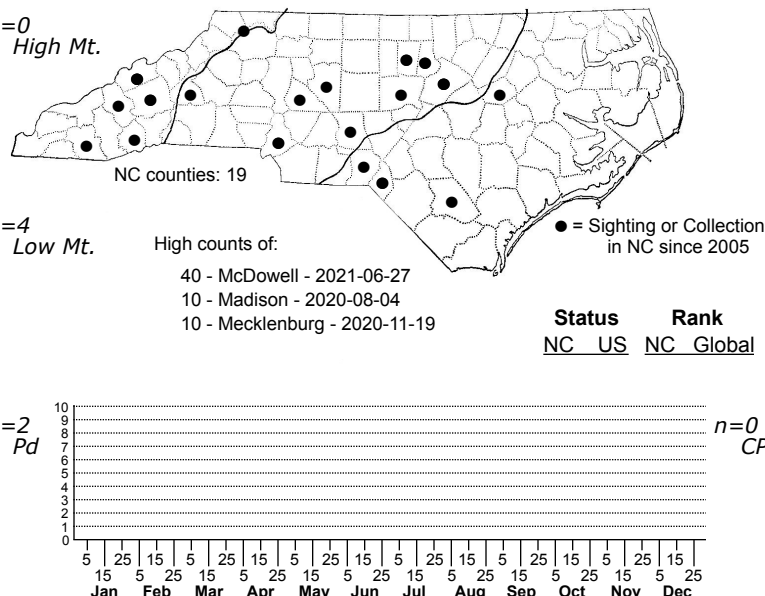 =0
High Mt.
NC counties: 19
=4
Low Mt.
High counts of:
40 - McDowell - 2021-06-27
10 - Madison - 2020-08-04
10 - Mecklenburg - 2020-11-19
● = Sighting or Collection
in NC since 2005
Status Rank
NC US NC Global
=2
Pd
n=0
CP
10
9
8
7
6
5
4
3
2
1
0
5 25 15 5 25 15 5 25 15 5 25 15 5 25 15 5 25 15
15 5 25 15 5 25 15 5 25 15 5 25 15 5 25 15 5 25
Jan Feb Mar Apr May Jun Jul Aug Sep Oct Nov Dec